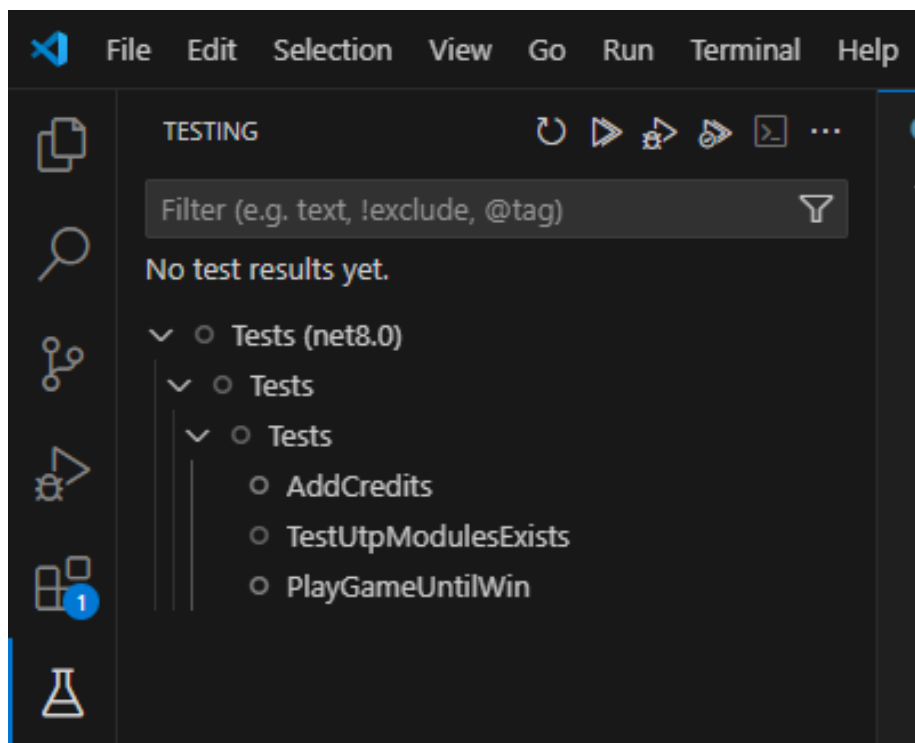 File Edit Selection View Go Run Terminal Help
TESTING
Filter (e.g. text, !exclude, @tag)
No test results yet.
Tests (net8.0)
Tests
Tests
AddCredits
TestUtpModulesExists
PlayGameUntilWin
1